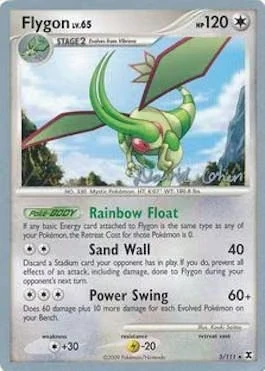 Flygon LV.65 HP 120
STAGE 2 Evolves from Vibrava
NO. 330 Mystic Pokémon HT. 6'07" WT. 180.8 lbs.
Poké-BODY Rainbow Float
If any basic Energy card attached to Flygon is the same type as any of your Pokémon, the Retreat Cost for those Pokémon is 0.
Sand Wall 40
Discard a Stadium card your opponent has in play. If you do, prevent all effects of an attack, including damage, done to Flygon during your opponent's next turn.
Power Swing 60+
Does 60 damage plus 10 more damage for each Evolved Pokémon on your Bench.
weakness
+30
resistance
-20
retreat cost
©2009 Pokémon/Nintendo
5/111